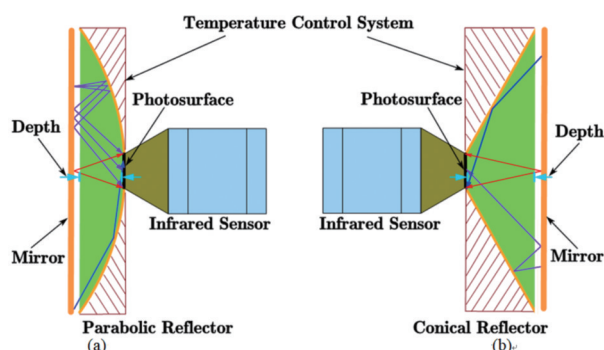 Temperature Control System
Photosurface
Photosurface
Depth
Depth
Infrared Sensor
Infrared Sensor
Mirror
Mirror
Parabolic Reflector
Conical Reflector
(a)
(b)